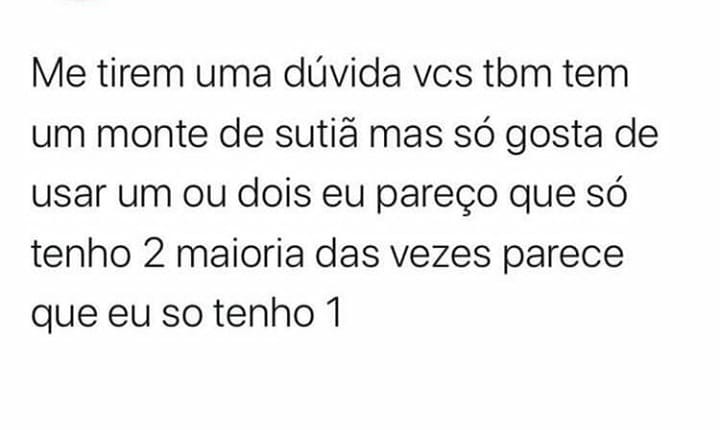 Me tirem uma dúvida vcs tbm tem
um monte de sutiã mas só gosta de
usar um ou dois eu pareço que só
tenho 2 maioria das vezes parece
que eu so tenho 1